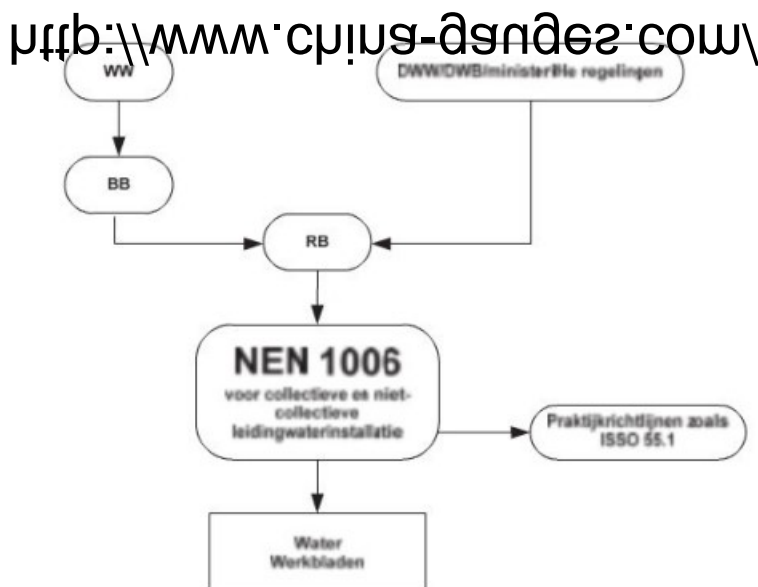 http://www.china-gauges.com/
WW
DWW/DWB/ministeriële regelingen
BB
RB
NEN 1006
voor collectieve en niet-
collectieve
leidingwaterinstallatie
Praktijkrichtlijnen zoals
ISSO 55.1
Water
Werkbladen